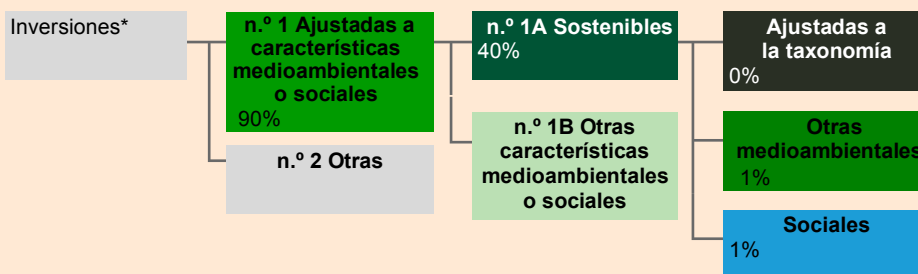 Inversiones*
n.º 1 Ajustadas a
características
medioambientales
o sociales
90%
n.º 2 Otras
n.º 1A Sostenibles
40%
n.º 1B Otras
características
medioambientales
o sociales
Ajustadas a
la taxonomía
0%
Otras
medioambientales
1%
Sociales
1%